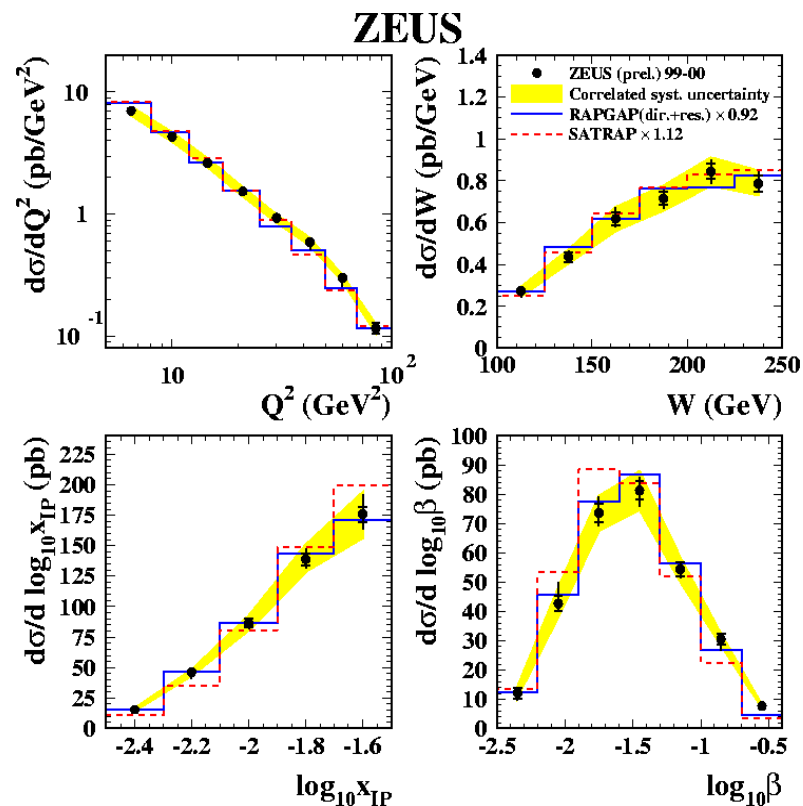 ZEUS
dσ/dQ² (pb/GeV²)
10
1
10⁻¹
10 10²
Q² (GeV²)
dσ/dW (pb/GeV)
1.4
1.2
1
0.8
0.6
0.4
0.2
0
ZEUS (prel.) 99-00
Correlated syst. uncertainty
RAPGAP(dir.+res.) × 0.92
SATRAP × 1.12
100 150 200 250
W (GeV)
dσ/d log₁₀x_IP (pb)
225
200
175
150
125
100
75
50
25
0
-2.4 -2.2 -2 -1.8 -1.6
log₁₀x_IP
dσ/d log₁₀β (pb)
100
90
80
70
60
50
40
30
20
10
0
-2.5 -2 -1.5 -1 -0.5
log₁₀β